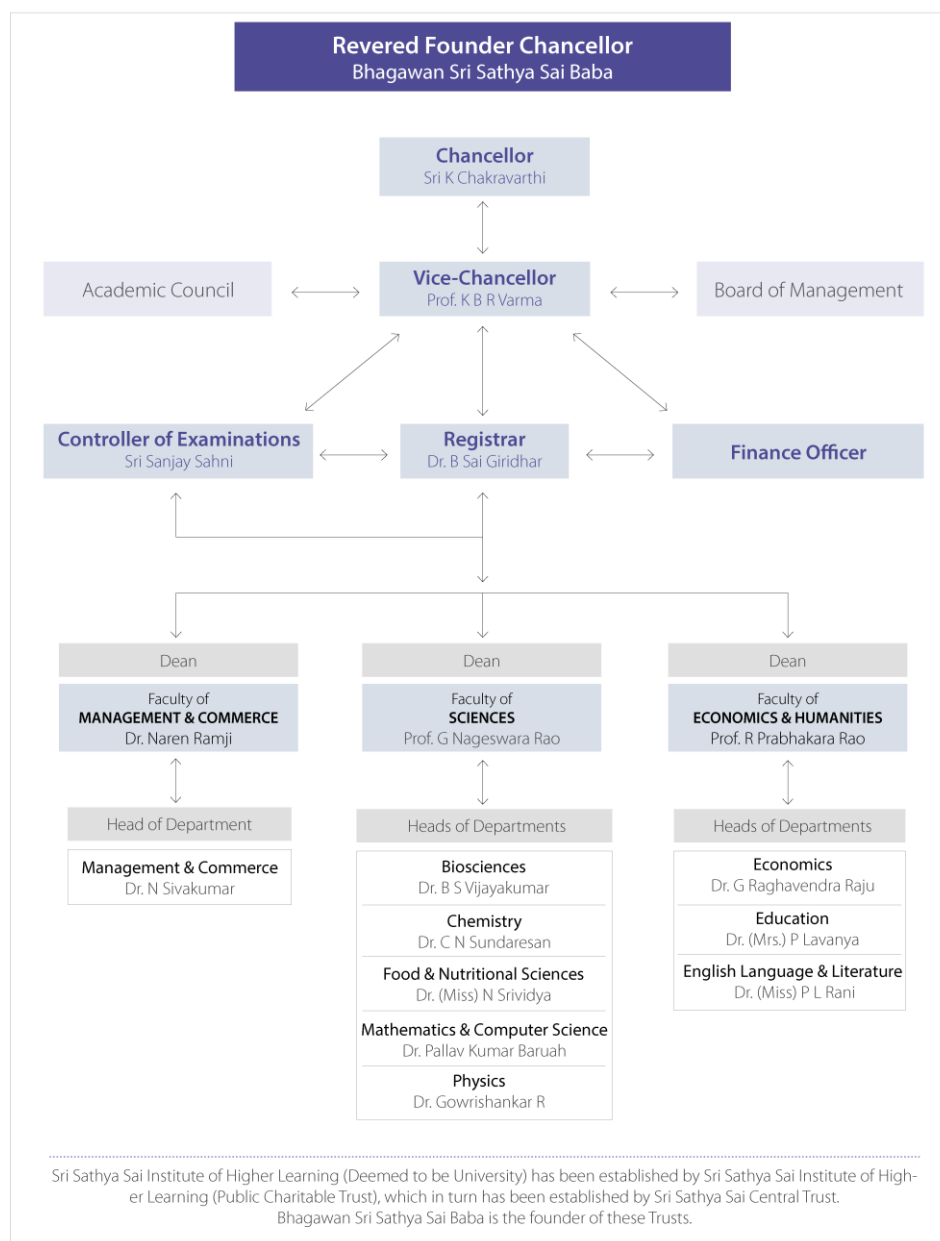 Revered Founder Chancellor
Bhagawan Sri Sathya Sai Baba
Chancellor
Sri K Chakravarthi
Academic Council
Vice-Chancellor
Prof. K B R Varma
Board of Management
Controller of Examinations
Sri Sanjay Sahni
Registrar
Dr. B Sai Giridhar
Finance Officer
Dean
Faculty of
MANAGEMENT & COMMERCE
Dr. Naren Ramji
Head of Department
Management & Commerce
Dr. N Sivakumar
Dean
Faculty of
SCIENCES
Prof. G Nageswara Rao
Heads of Departments
Biosciences
Dr. B S Vijayakumar
Chemistry
Dr. C N Sundaresan
Food & Nutritional Sciences
Dr. (Miss) N Srividya
Mathematics & Computer Science
Dr. Pallav Kumar Baruah
Physics
Dr. Gowrishankar R
Dean
Faculty of
ECONOMICS & HUMANITIES
Prof. R Prabhakara Rao
Heads of Departments
Economics
Dr. G Raghavendra Raju
Education
Dr. (Mrs.) P Lavanya
English Language & Literature
Dr. (Miss) P L Rani
Sri Sathya Sai Institute of Higher Learning (Deemed to be University) has been established by Sri Sathya Sai Institute of High-
er Learning (Public Charitable Trust), which in turn has been established by Sri Sathya Sai Central Trust.
Bhagawan Sri Sathya Sai Baba is the founder of these Trusts.